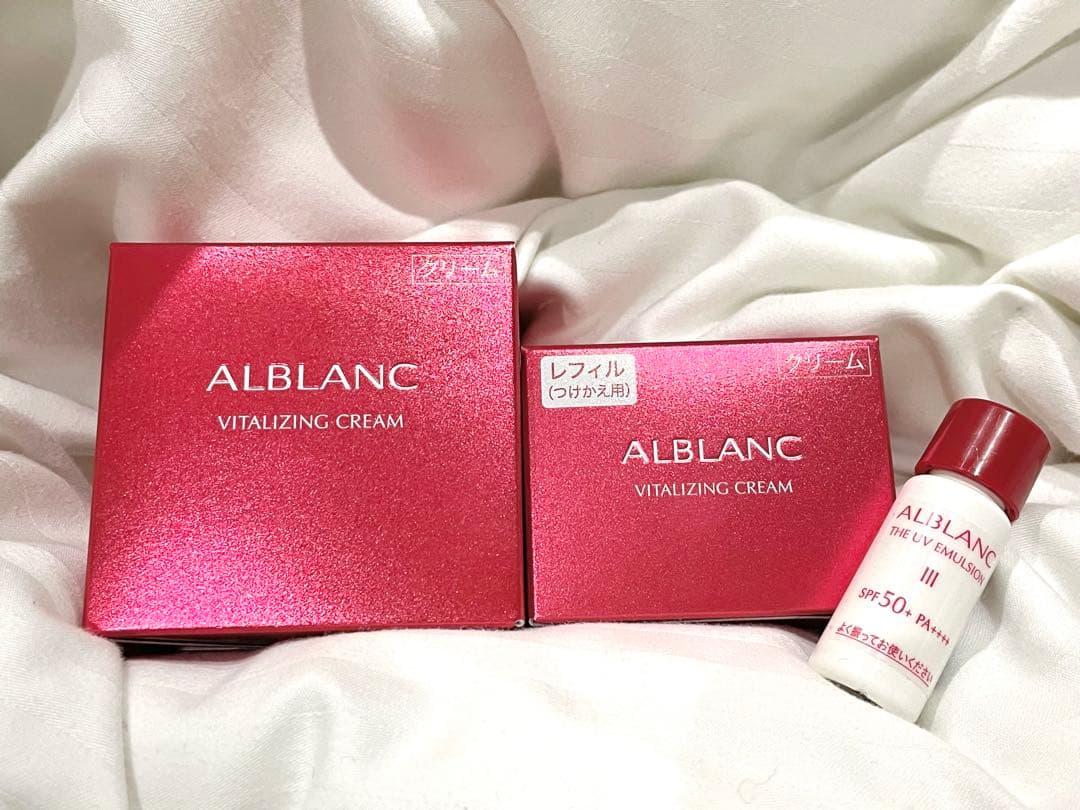 クリーム
ALBLANC
VITALIZING CREAM
レフィル
(つけかえ用)
クリーム
ALBLANC
VITALIZING CREAM
ALBLANC
THE UV EMULSION
III
SPF50+ PA++++
よく振ってお使いください